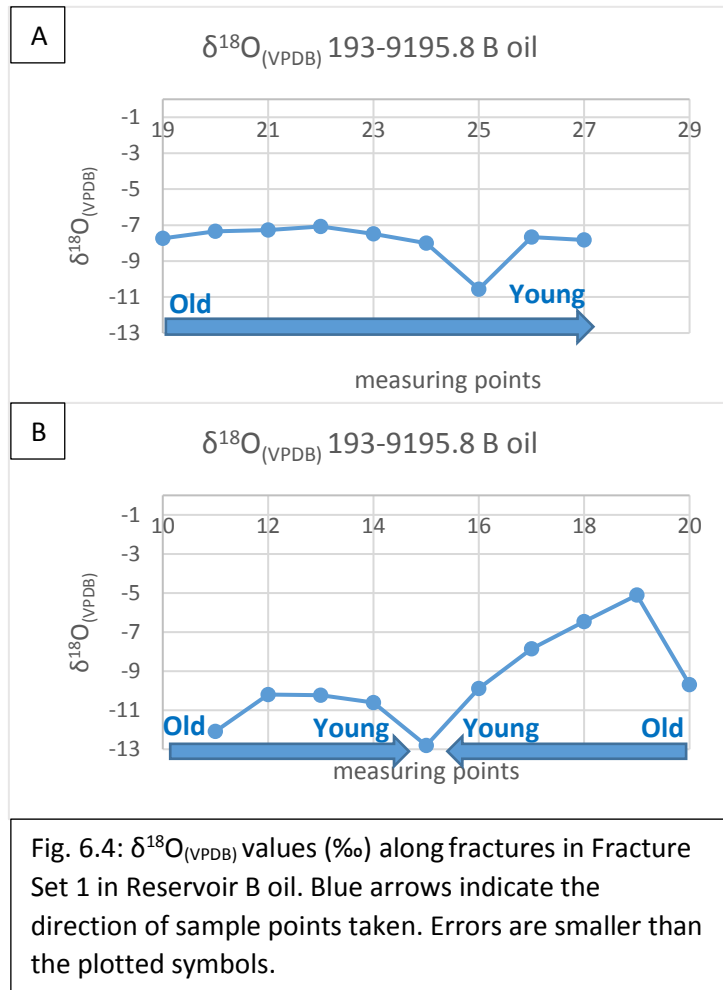 A
δ¹⁸O(VPDB) 193-9195.8 B oil
-1
19 21 23 25 27 29
-3
-5
-7
-9
-11
-13
δ¹⁸O(VPDB)
Old Young
measuring points
B
δ¹⁸O(VPDB) 193-9195.8 B oil
-1
10 12 14 16 18 20
-3
-5
-7
-9
-11
-13
δ¹⁸O(VPDB)
Old Young Young Old
measuring points
Fig. 6.4: δ¹⁸O(VPDB) values (‰) along fractures in Fracture
Set 1 in Reservoir B oil. Blue arrows indicate the
direction of sample points taken. Errors are smaller than
the plotted symbols.